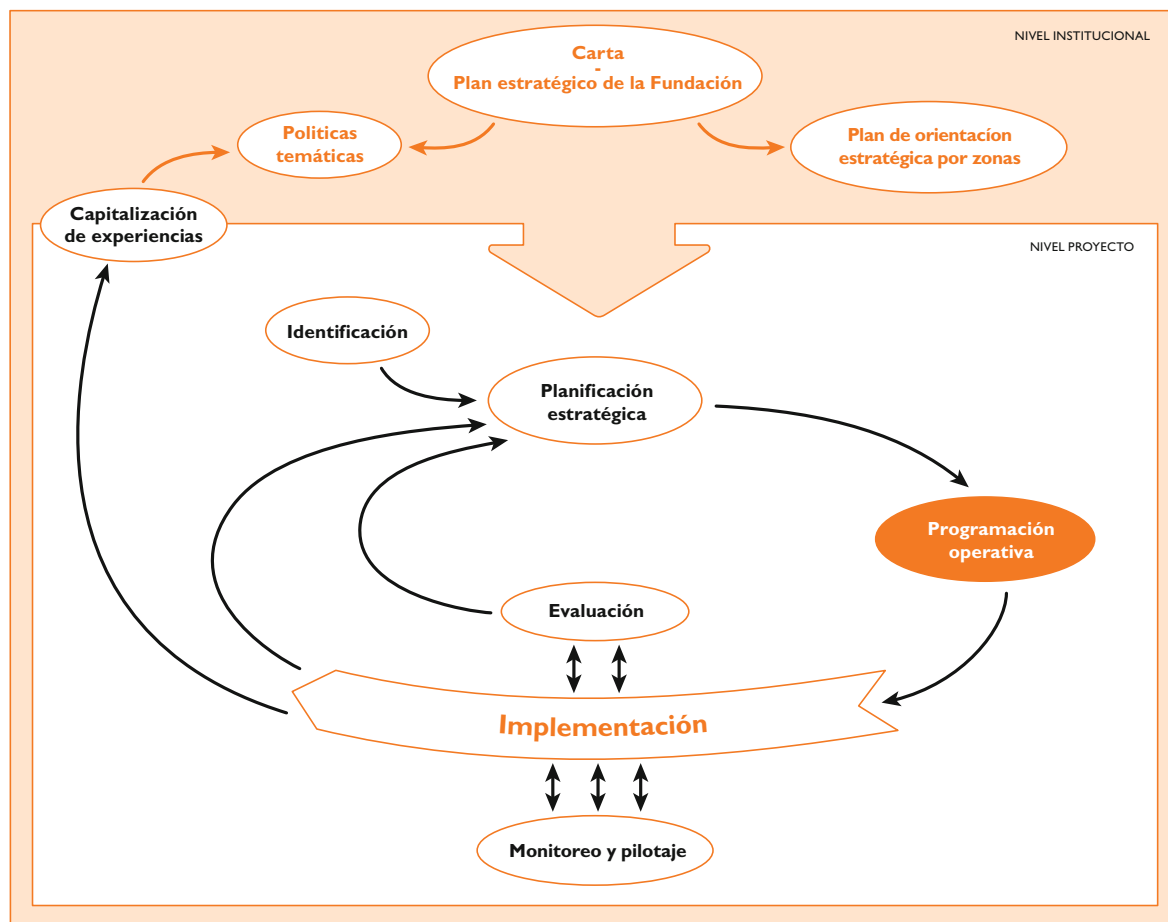 NIVEL INSTITUCIONAL
Carta
-
Plan estratégico de la Fundación
Politicas
temáticas
Plan de orientacíon
estratégica por zonas
Capitalización
de experiencias
NIVEL PROYECTO
Identificación
Planificación
estratégica
Programación
operativa
Evaluación
Implementación
Monitoreo y pilotaje